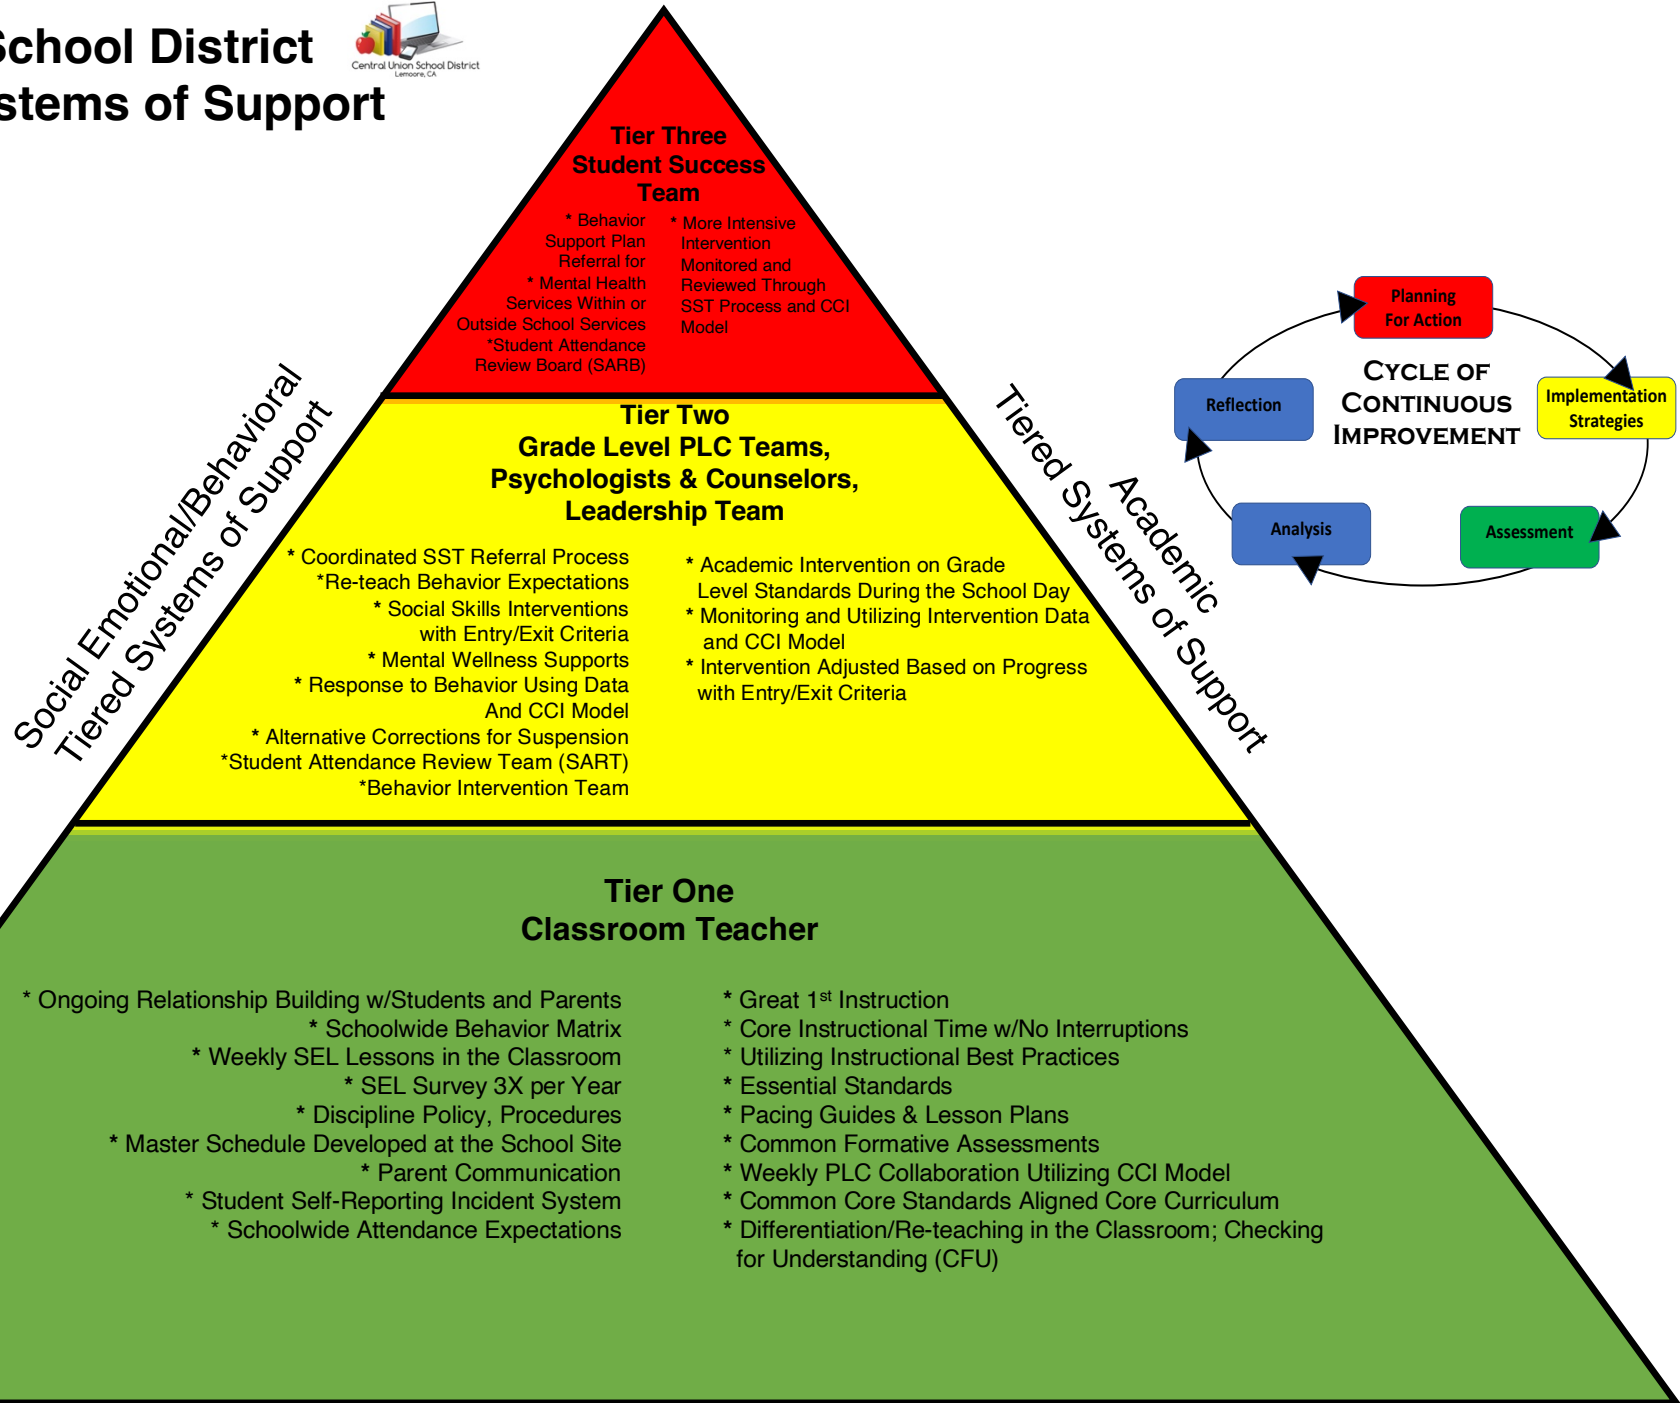 School District
stems of Support
Central Union School District
Lemoore, CA
Tier Three
Student Success
Team
* Behavior
Support Plan
Referral for
* Mental Health
Services Within or
Outside School Services
*Student Attendance
Review Board (SARB)
* More Intensive
Intervention
Monitored and
Reviewed Through
SST Process and CCI
Model
Social Emotional/Behavioral
Tiered Systems of Support
Tier Two
Grade Level PLC Teams,
Psychologists & Counselors,
Leadership Team
* Coordinated SST Referral Process
*Re-teach Behavior Expectations
* Social Skills Interventions
with Entry/Exit Criteria
* Mental Wellness Supports
* Response to Behavior Using Data
And CCI Model
* Alternative Corrections for Suspension
*Student Attendance Review Team (SART)
*Behavior Intervention Team
* Academic Intervention on Grade
Level Standards During the School Day
* Monitoring and Utilizing Intervention Data
and CCI Model
* Intervention Adjusted Based on Progress
with Entry/Exit Criteria
Academic
Tiered Systems of Support
Planning
For Action
Implementation
Strategies
Assessment
Analysis
Reflection
CYCLE OF
CONTINUOUS
IMPROVEMENT
Tier One
Classroom Teacher
* Ongoing Relationship Building w/Students and Parents
* Schoolwide Behavior Matrix
* Weekly SEL Lessons in the Classroom
* SEL Survey 3X per Year
* Discipline Policy, Procedures
* Master Schedule Developed at the School Site
* Parent Communication
* Student Self-Reporting Incident System
* Schoolwide Attendance Expectations
* Great 1st Instruction
* Core Instructional Time w/No Interruptions
* Utilizing Instructional Best Practices
* Essential Standards
* Pacing Guides & Lesson Plans
* Common Formative Assessments
* Weekly PLC Collaboration Utilizing CCI Model
* Common Core Standards Aligned Core Curriculum
* Differentiation/Re-teaching in the Classroom; Checking
for Understanding (CFU)